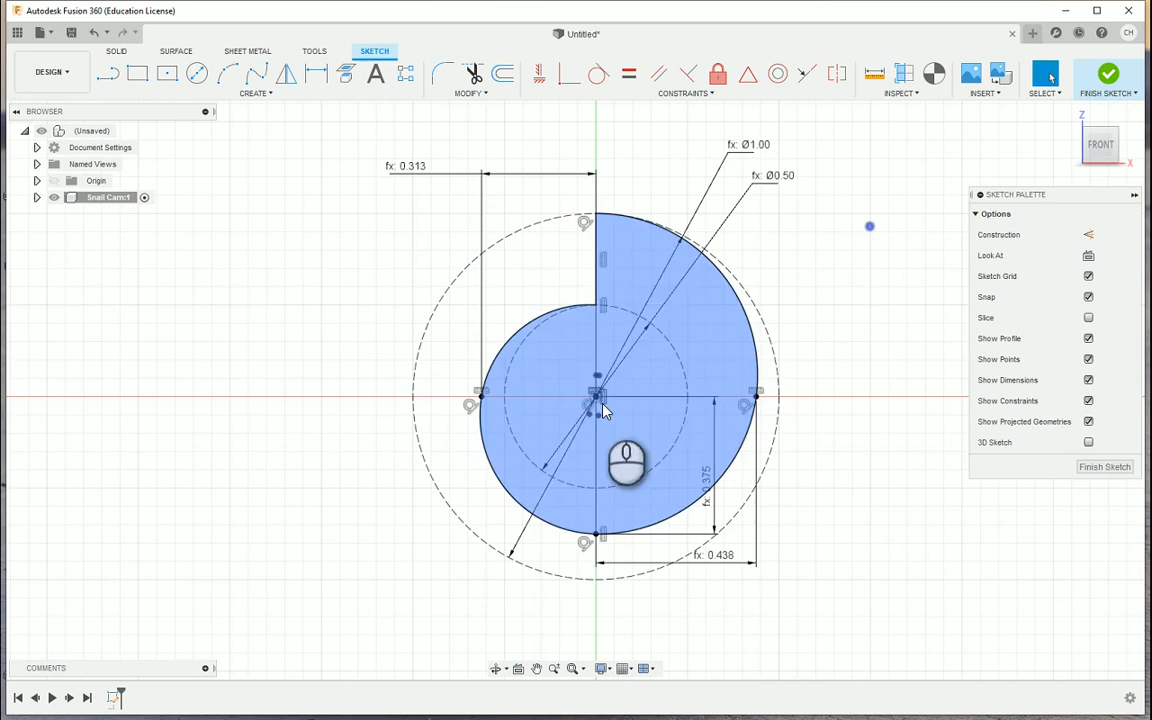 Autodesk Fusion 360 (Education License)
Untitled*
CH
SOLID SURFACE SHEET METAL TOOLS SKETCH
DESIGN
CREATE MODIFY CONSTRAINTS INSPECT INSERT SELECT FINISH SKETCH
BROWSER
(Unsaved)
Document Settings
Named Views
Origin
Snail Cam:1
fx: 0.313
fx: Ø1.00
fx: Ø0.50
fx: 0.375
fx: 0.438
Z
FRONT
X
SKETCH PALETTE
Options
Construction
Look At
Sketch Grid
Snap
Slice
Show Profile
Show Points
Show Dimensions
Show Constraints
Show Projected Geometries
3D Sketch
Finish Sketch
COMMENTS